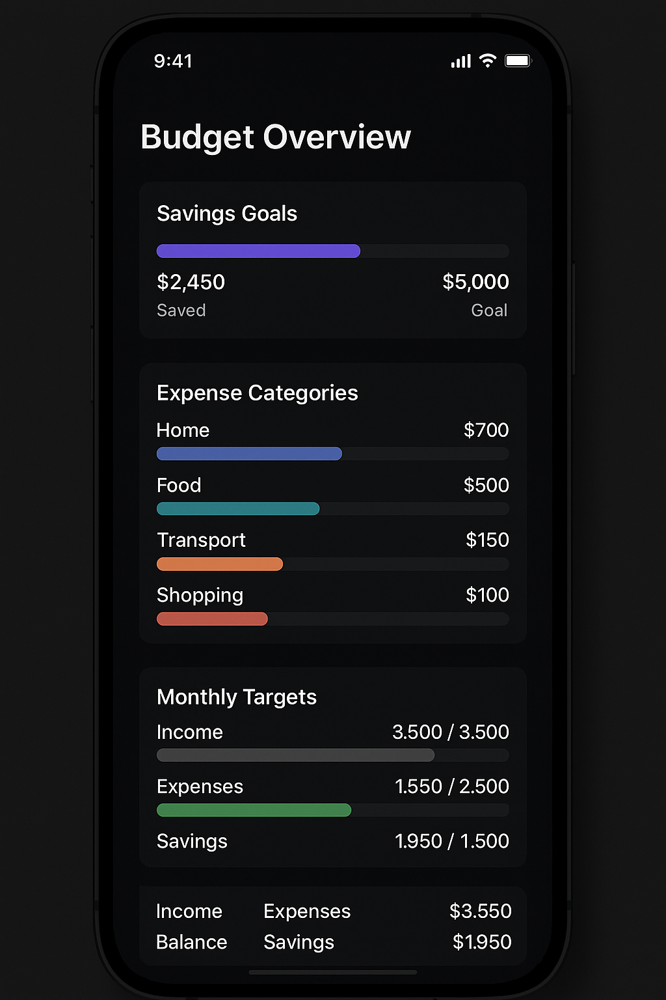 9:41
Budget Overview
Savings Goals
$2,450 $5,000
Saved Goal
Expense Categories
Home $700
Food $500
Transport $150
Shopping $100
Monthly Targets
Income 3.500 / 3.500
Expenses 1.550 / 2.500
Savings 1.950 / 1.500
Income Expenses $3.550
Balance Savings $1.950